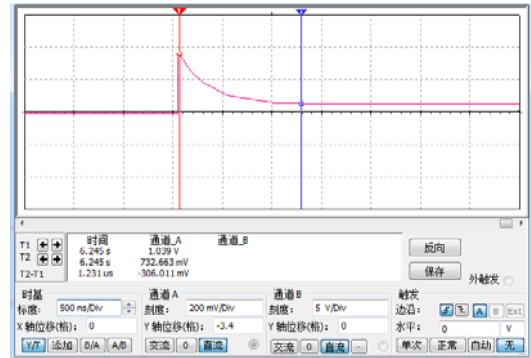 1
2
时间 通道_A 通道_B
T1 6.245 s 1.039 V
T2 6.245 s 732.663 mV
T2-T1 1.231 us -306.011 mV
反向
保存
外触发
时基 通道 A 通道 B 触发
标度: 500 ns/Div 刻度: 200 mV/Div 刻度: 5 V/Div 边沿: A B Ext
X 轴位移(格): 0 Y 轴位移(格): -3.4 Y 轴位移(格): 0 水平: 0 V
Y/T 添加 B/A A/B 交流 0 直流 交流 0 直流 - 单次 正常 自动 无